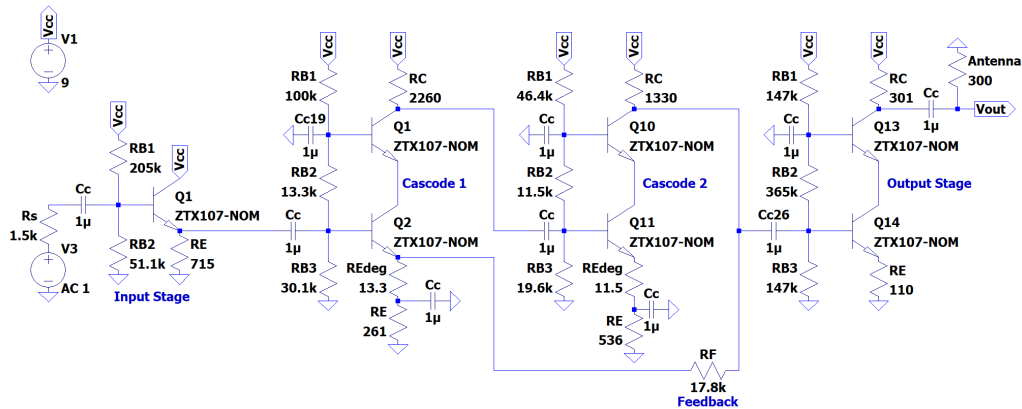 Vcc
V1
9
Vcc
RB1
205k
Vcc
Cc
1µ
Q1
ZTX107-NOM
Rs
1.5k
V3
AC 1
RB2
51.1k
RE
715
Input Stage
Vcc
Vcc
RB1
100k
RC
2260
Cc19
1µ
Q1
ZTX107-NOM
RB2
13.3k
Cascode 1
Cc
1µ
Q2
ZTX107-NOM
RB3
30.1k
REdeg
13.3
Cc
1µ
RE
261
Vcc
Vcc
RB1
46.4k
RC
1330
Cc
1µ
Q10
ZTX107-NOM
RB2
11.5k
Cascode 2
Cc
1µ
Q11
ZTX107-NOM
RB3
19.6k
REdeg
11.5
Cc
1µ
RE
536
RF
17.8k
Feedback
Vcc
Vcc
RB1
147k
RC
301
Cc
1µ
Antenna
300
Vout
Cc
1µ
Q13
ZTX107-NOM
RB2
365k
Output Stage
Cc26
1µ
Q14
ZTX107-NOM
RB3
147k
RE
110